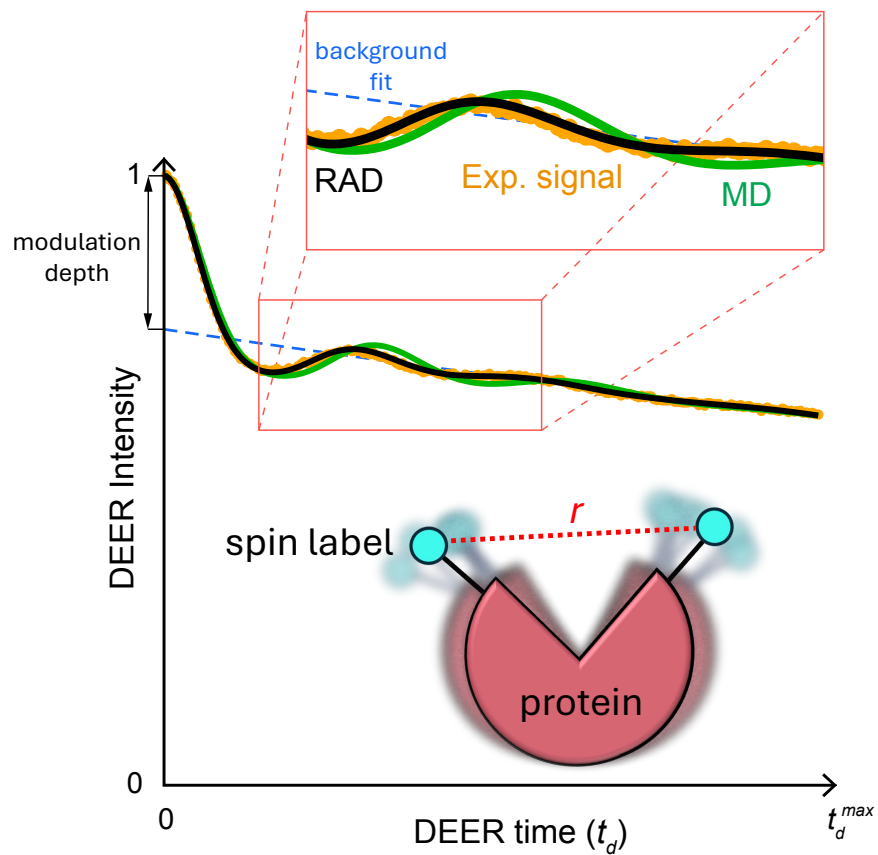 background
fit
RAD
Exp. signal
MD
1
modulation
depth
DEER Intensity
spin label
r
protein
0
0
DEER time (t_d)
t_d^max